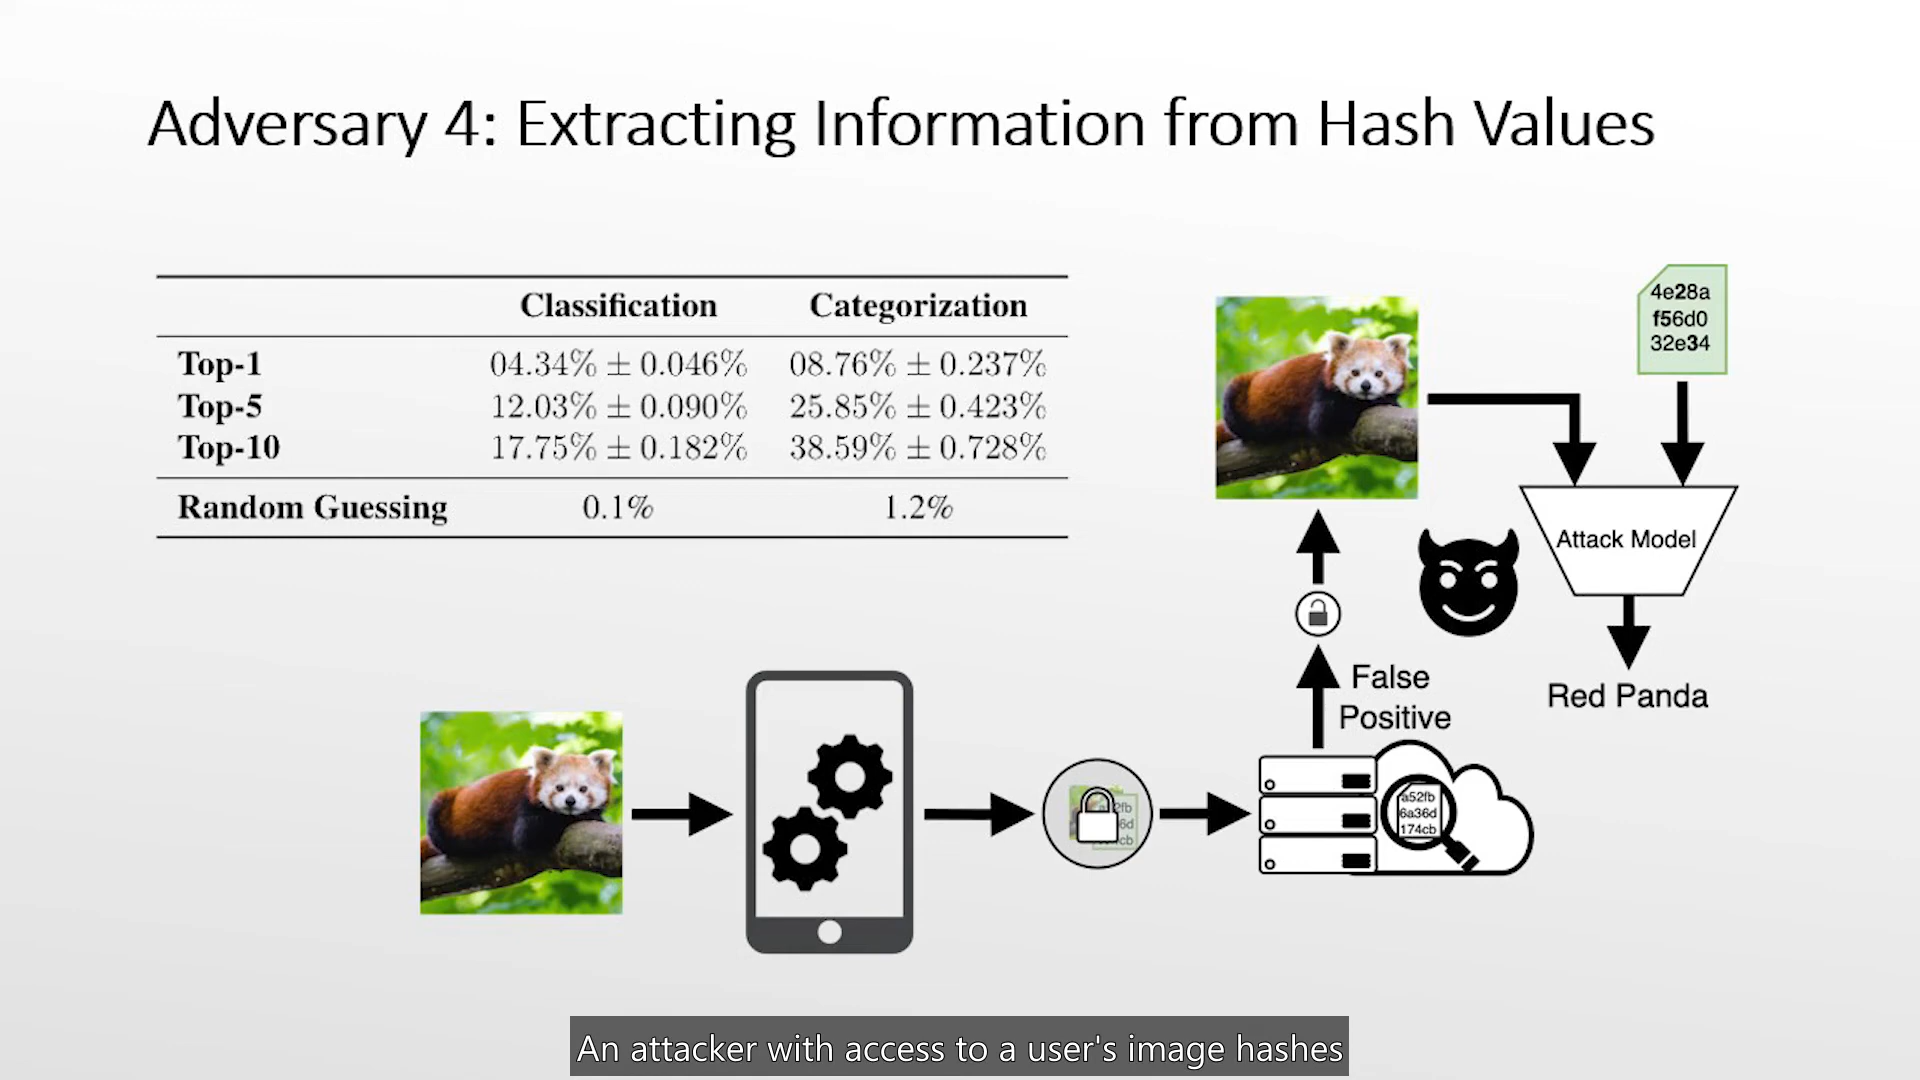 Adversary 4: Extracting Information from Hash Values
Classification Categorization
Top-1 04.34% ± 0.046% 08.76% ± 0.237%
Top-5 12.03% ± 0.090% 25.85% ± 0.423%
Top-10 17.75% ± 0.182% 38.59% ± 0.728%
Random Guessing 0.1% 1.2%
4e28a
f56d0
32e34
Attack Model
Red Panda
False
Positive
a52fb
6a36d
174cb
An attacker with access to a user's image hashes